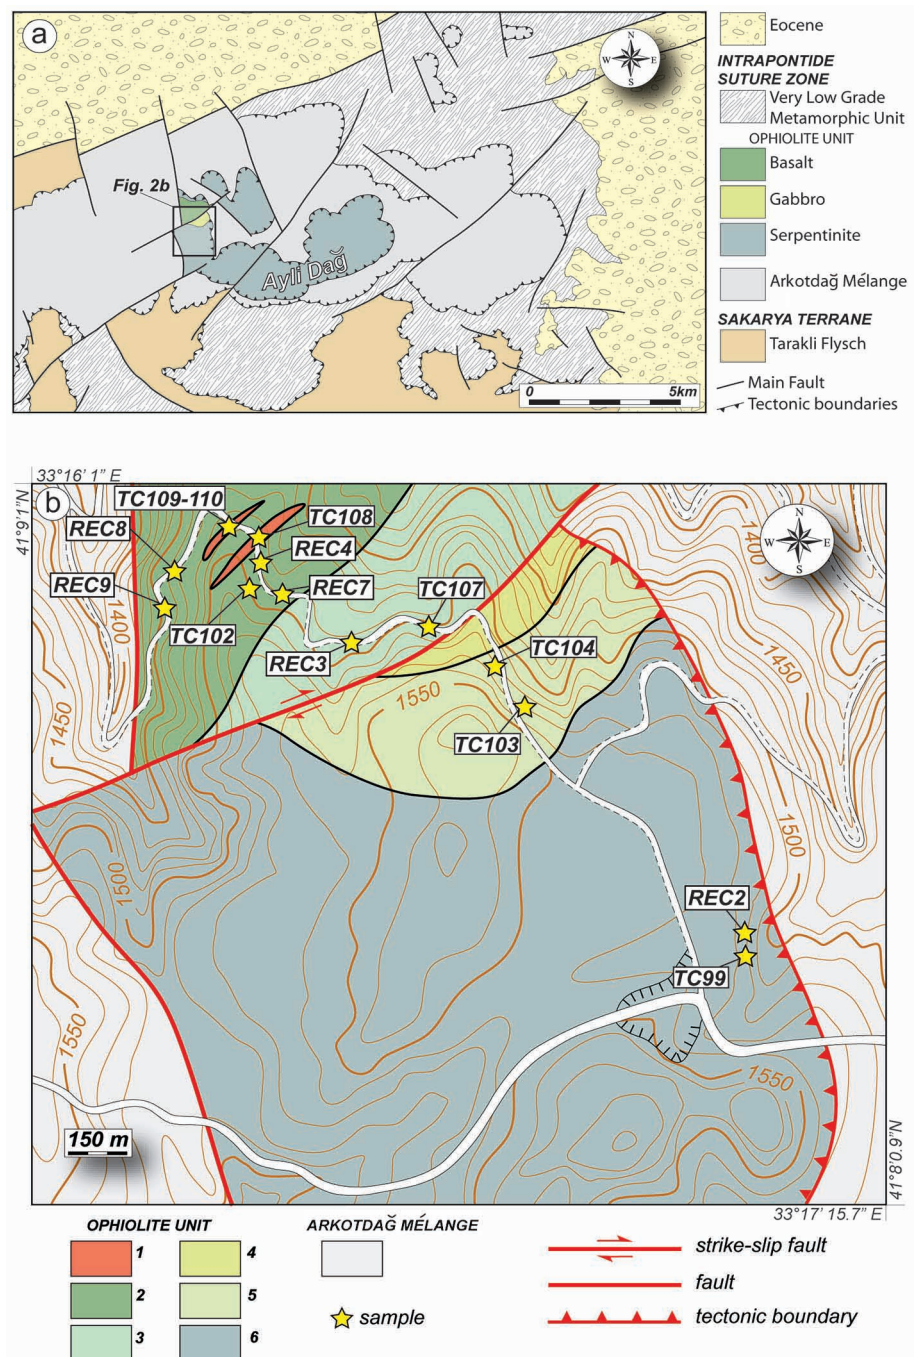 a
N
W
E
S
Fig. 2b
Ayli Dağ
0
5km
Eocene
INTRAPONTIDE
SUTURE ZONE
Very Low Grade
Metamorphic Unit
OPHIOLITE UNIT
Basalt
Gabbro
Serpentinite
Arkotdağ Mélange
SAKARYA TERRANE
Tarakli Flysch
Main Fault
Tectonic boundaries
33°16' 1" E
41°9'1"N
b
TC109-110
REC8
TC108
REC4
REC9
REC7
TC107
TC102
REC3
TC104
TC103
REC2
TC99
N
W
E
S
1400
1400
1450
1450
1550
1500
1500
1550
1550
150 m
41°8'0.9"N
33°17' 15.7" E
OPHIOLITE UNIT
1
2
3
4
5
6
ARKOTDAĞ MÉLANGE
sample
strike-slip fault
fault
tectonic boundary